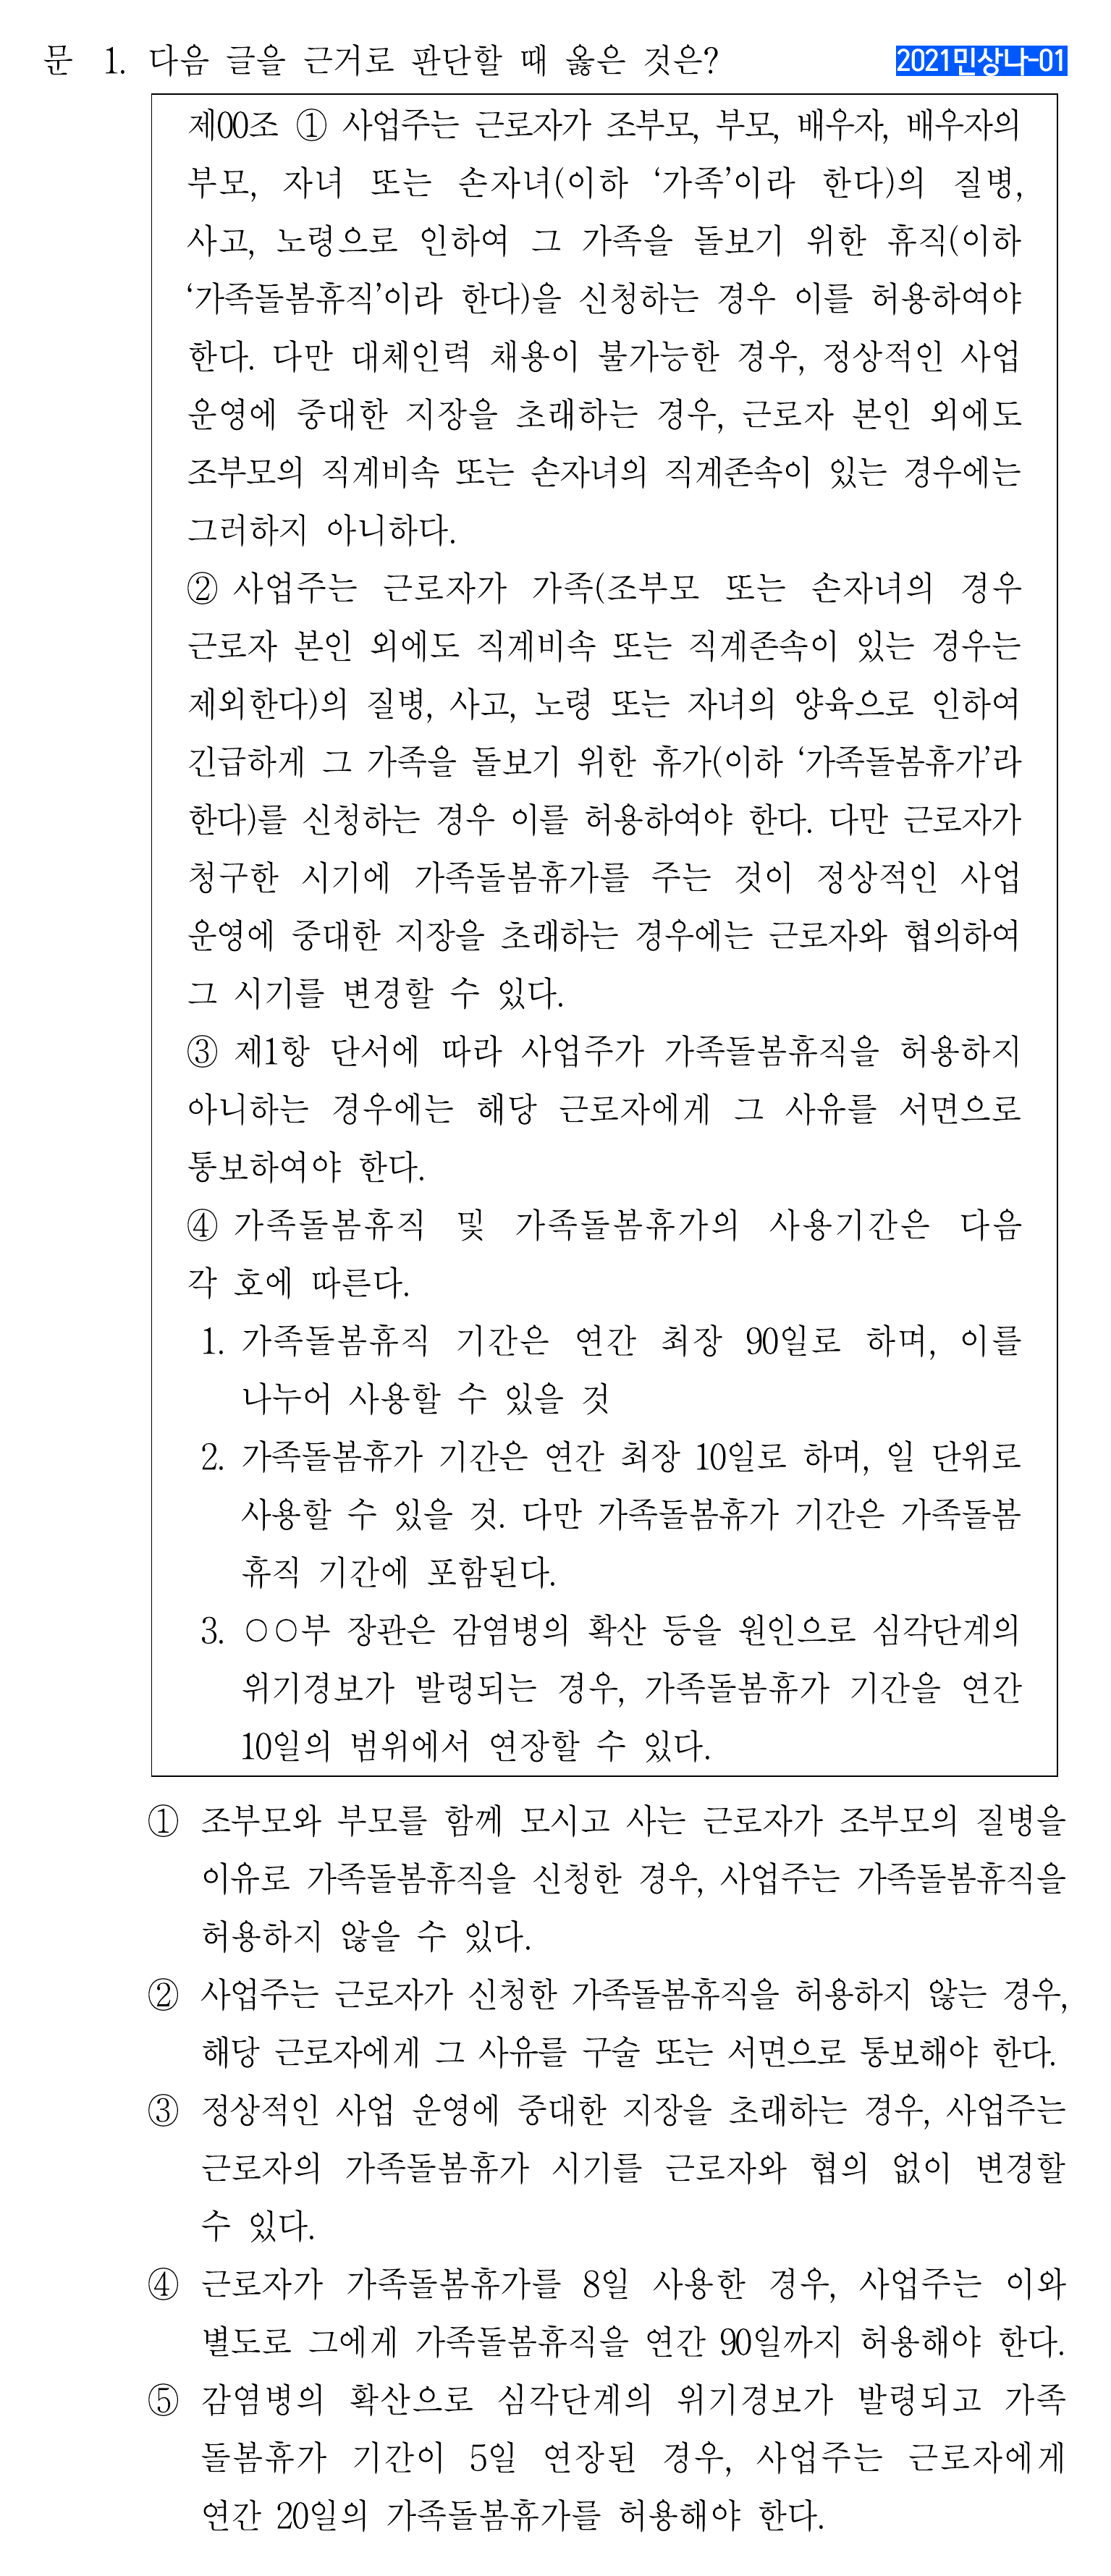 문 1. 다음 글을 근거로 판단할 때 옳은 것은?
2021민상나-01
제00조 ① 사업주는 근로자가 조부모, 부모, 배우자, 배우자의
부모, 자녀 또는 손자녀(이하 ‘가족’이라 한다)의 질병,
사고, 노령으로 인하여 그 가족을 돌보기 위한 휴직(이하
‘가족돌봄휴직’이라 한다)을 신청하는 경우 이를 허용하여야
한다. 다만 대체인력 채용이 불가능한 경우, 정상적인 사업
운영에 중대한 지장을 초래하는 경우, 근로자 본인 외에도
조부모의 직계비속 또는 손자녀의 직계존속이 있는 경우에는
그러하지 아니하다.
② 사업주는 근로자가 가족(조부모 또는 손자녀의 경우
근로자 본인 외에도 직계비속 또는 직계존속이 있는 경우는
제외한다)의 질병, 사고, 노령 또는 자녀의 양육으로 인하여
긴급하게 그 가족을 돌보기 위한 휴가(이하 ‘가족돌봄휴가’라
한다)를 신청하는 경우 이를 허용하여야 한다. 다만 근로자가
청구한 시기에 가족돌봄휴가를 주는 것이 정상적인 사업
운영에 중대한 지장을 초래하는 경우에는 근로자와 협의하여
그 시기를 변경할 수 있다.
③ 제1항 단서에 따라 사업주가 가족돌봄휴직을 허용하지
아니하는 경우에는 해당 근로자에게 그 사유를 서면으로
통보하여야 한다.
④ 가족돌봄휴직 및 가족돌봄휴가의 사용기간은 다음
각 호에 따른다.
1. 가족돌봄휴직 기간은 연간 최장 90일로 하며, 이를
나누어 사용할 수 있을 것
2. 가족돌봄휴가 기간은 연간 최장 10일로 하며, 일 단위로
사용할 수 있을 것. 다만 가족돌봄휴가 기간은 가족돌봄
휴직 기간에 포함된다.
3. ○○부 장관은 감염병의 확산 등을 원인으로 심각단계의
위기경보가 발령되는 경우, 가족돌봄휴가 기간을 연간
10일의 범위에서 연장할 수 있다.
① 조부모와 부모를 함께 모시고 사는 근로자가 조부모의 질병을
이유로 가족돌봄휴직을 신청한 경우, 사업주는 가족돌봄휴직을
허용하지 않을 수 있다.
② 사업주는 근로자가 신청한 가족돌봄휴직을 허용하지 않는 경우,
해당 근로자에게 그 사유를 구술 또는 서면으로 통보해야 한다.
③ 정상적인 사업 운영에 중대한 지장을 초래하는 경우, 사업주는
근로자의 가족돌봄휴가 시기를 근로자와 협의 없이 변경할
수 있다.
④ 근로자가 가족돌봄휴가를 8일 사용한 경우, 사업주는 이와
별도로 그에게 가족돌봄휴직을 연간 90일까지 허용해야 한다.
⑤ 감염병의 확산으로 심각단계의 위기경보가 발령되고 가족
돌봄휴가 기간이 5일 연장된 경우, 사업주는 근로자에게
연간 20일의 가족돌봄휴가를 허용해야 한다.